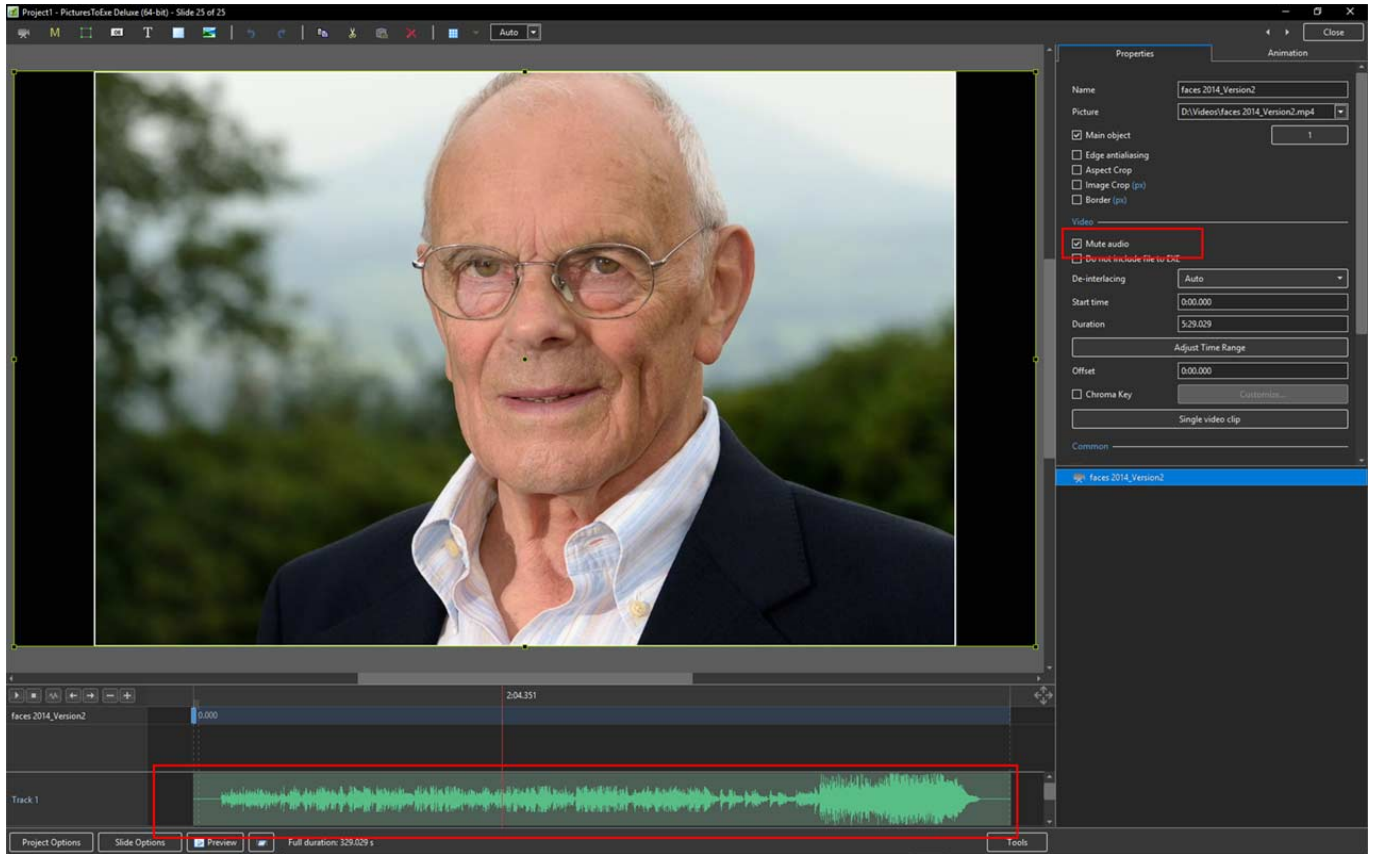 Project1 - PicturesToExe Deluxe (64-bit) - Slide 25 of 25
M OK T Auto Close
Properties Animation
Name faces 2014_Version2
Picture D:\Videos\faces 2014_Version2.mp4
Main object 1
Edge antialiasing
Aspect Crop
Image Crop (px)
Border (px)
Video
Mute audio
Do not include file to EXE
De-interlacing Auto
Start time 0:00.000
Duration 5:29.029
Adjust Time Range
Offset 0:00.000
Chroma Key Customize...
Single video clip
Common
faces 2014_Version2
2:04.351
faces 2014_Version2 0.000
Track 1
Project Options Slide Options Preview Full duration: 329.029 s Tools